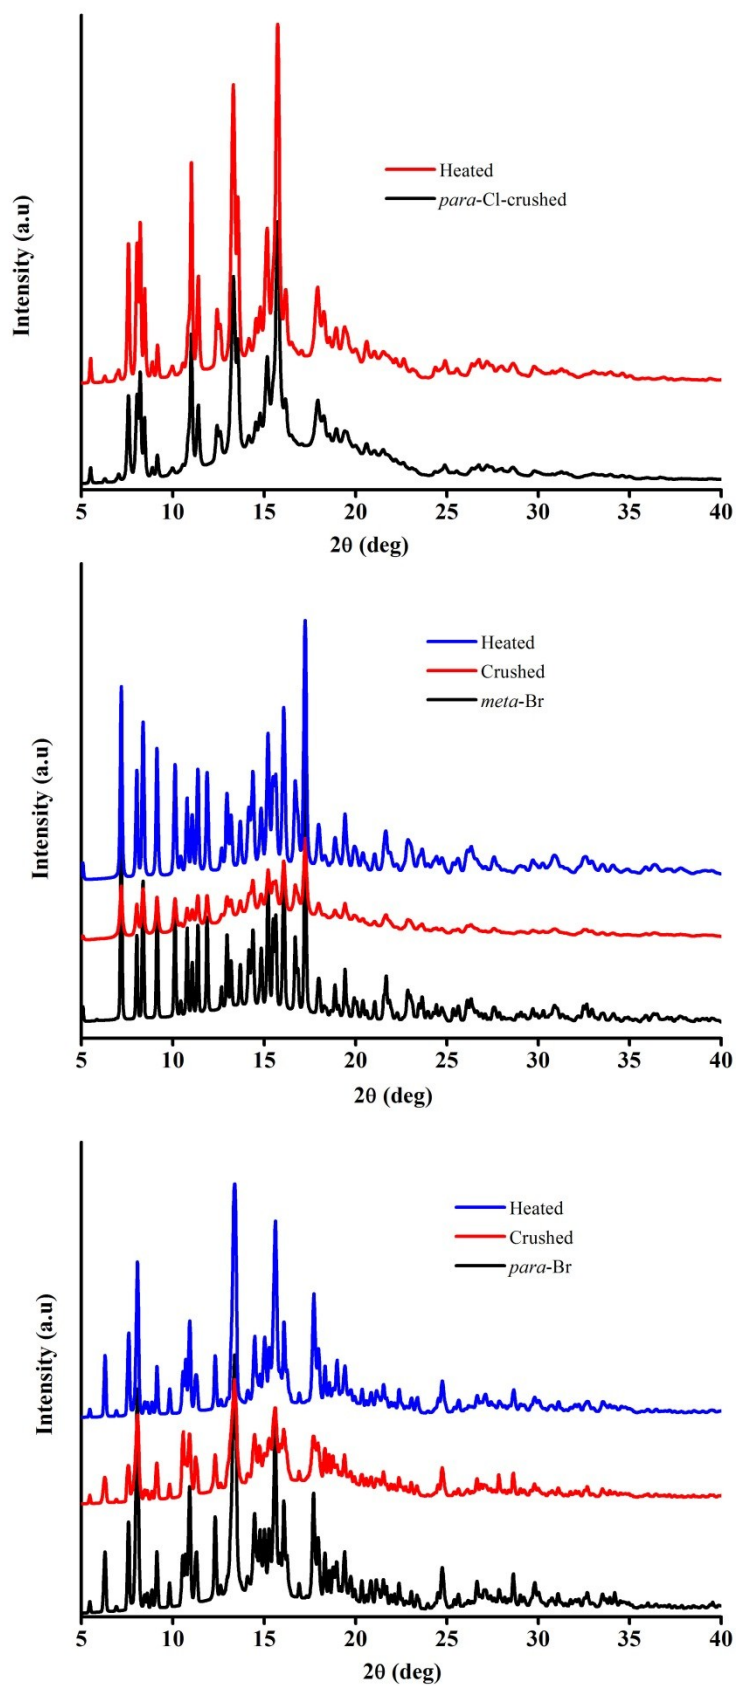 Intensity (a.u)
Heated
para-Cl-crushed
5 10 15 20 25 30 35 40
2θ (deg)
Intensity (a.u)
Heated
Crushed
meta-Br
5 10 15 20 25 30 35 40
2θ (deg)
Intensity (a.u)
Heated
Crushed
para-Br
5 10 15 20 25 30 35 40
2θ (deg)